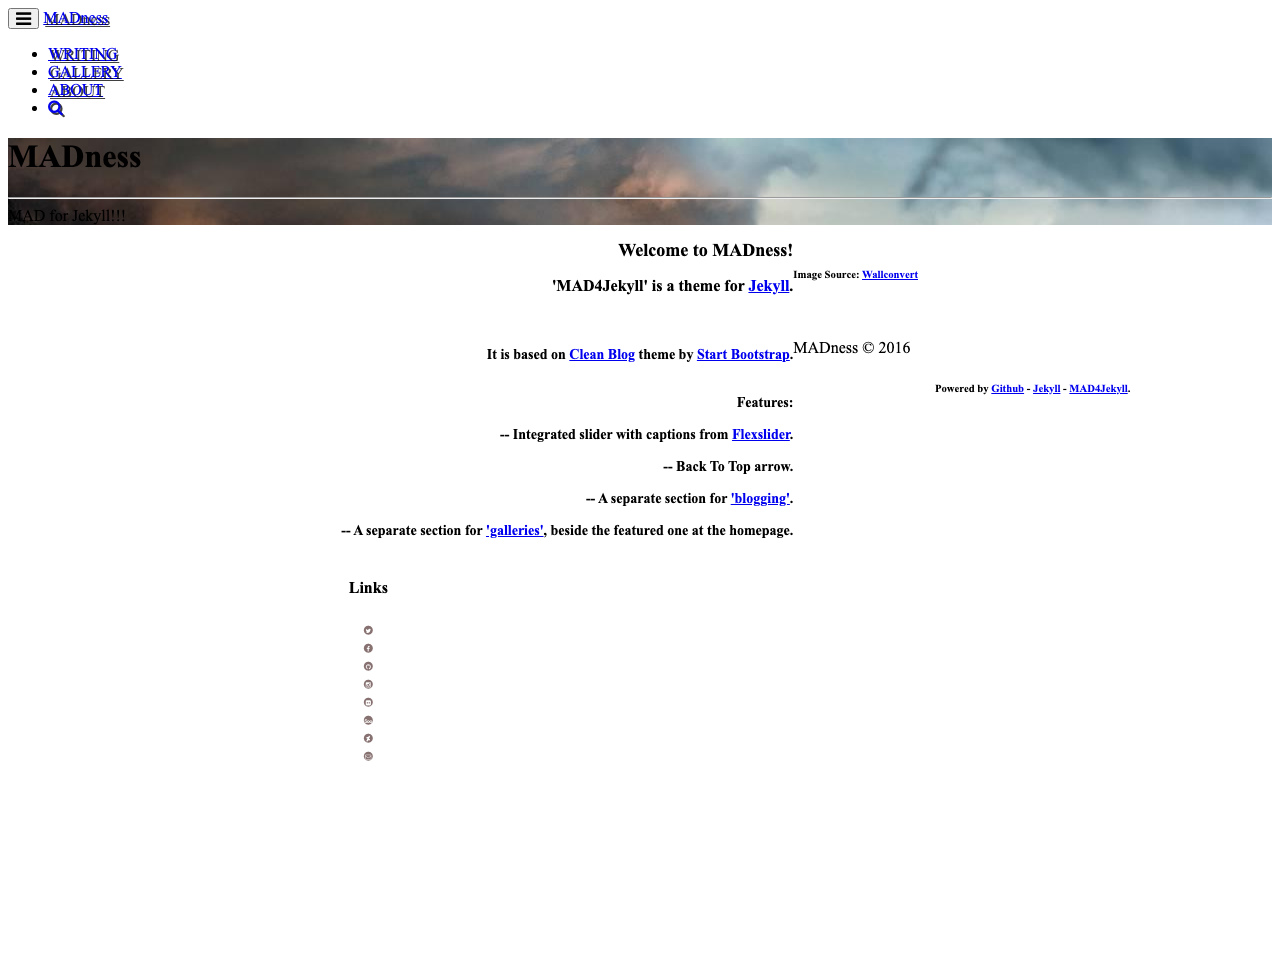 MADness
WRITING
GALLERY
ABOUT
MADness
MAD for Jekyll!!!
Welcome to MADness!
'MAD4Jekyll' is a theme for Jekyll.
It is based on Clean Blog theme by Start Bootstrap.
Features:
-- Integrated slider with captions from Flexslider.
-- Back To Top arrow.
-- A separate section for 'blogging'.
-- A separate section for 'galleries', beside the featured one at the homepage.
Links
Image Source: Wallconvert
MADness © 2016
Powered by Github - Jekyll - MAD4Jekyll.